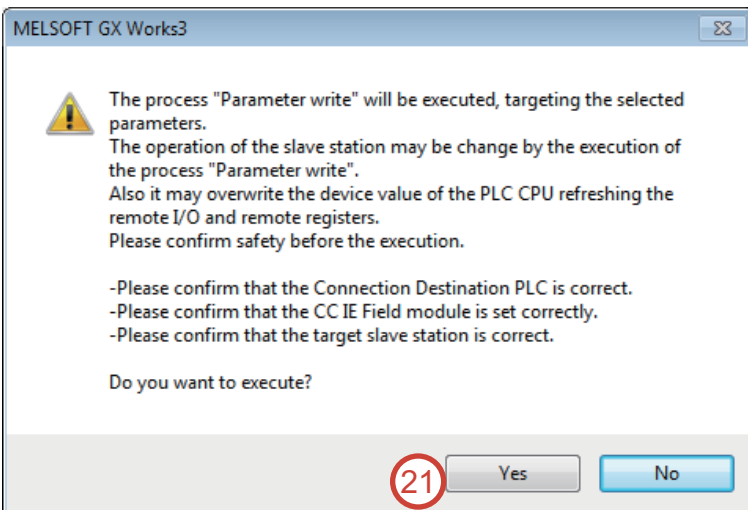 MELSOFT GX Works3
The process "Parameter write" will be executed, targeting the selected
parameters.
The operation of the slave station may be change by the execution of
the process "Parameter write".
Also it may overwrite the device value of the PLC CPU refreshing the
remote I/O and remote registers.
Please confirm safety before the execution.
-Please confirm that the Connection Destination PLC is correct.
-Please confirm that the CC IE Field module is set correctly.
-Please confirm that the target slave station is correct.
Do you want to execute?
21 Yes No